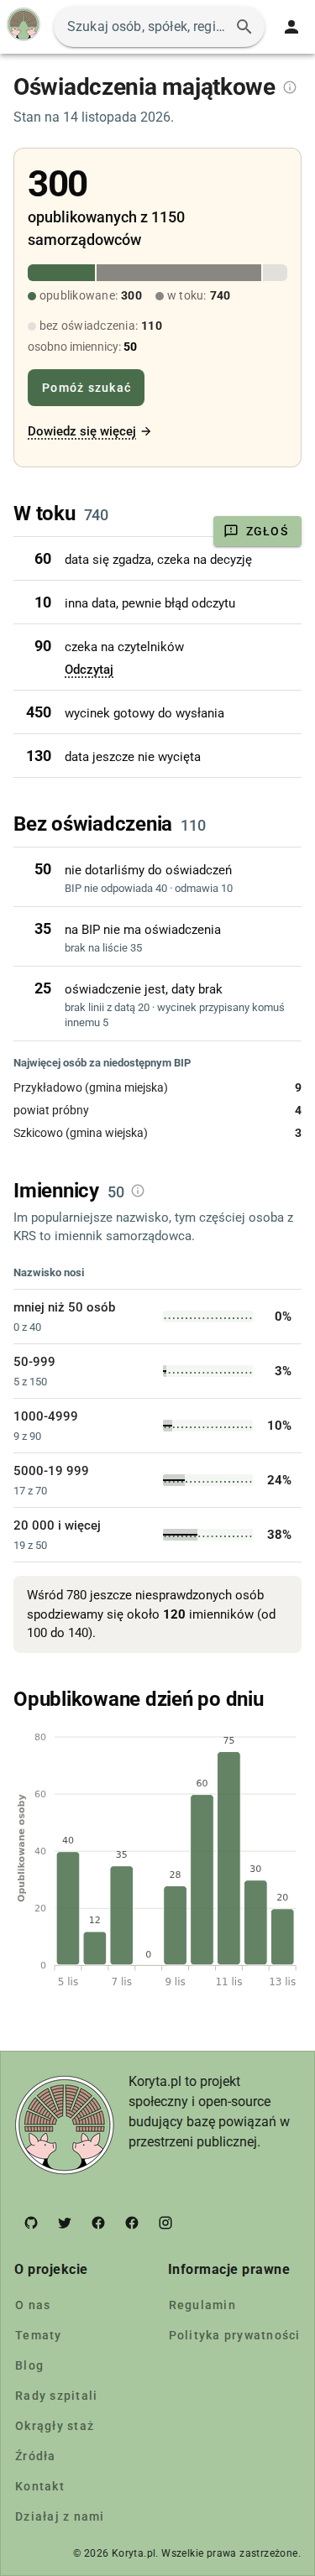 Szukaj osób, spółek, regi...
Oświadczenia majątkowe
Stan na 14 listopada 2026.
300
opublikowanych z 1150
samorządowców
opublikowane: 300
w toku: 740
bez oświadczenia: 110
osobno imiennicy: 50
Pomóż szukać
Dowiedz się więcej →
W toku 740
ZGŁOŚ
60 data się zgadza, czeka na decyzję
10 inna data, pewnie błąd odczytu
90 czeka na czytelników
Odczytaj
450 wycinek gotowy do wysłania
130 data jeszcze nie wycięta
Bez oświadczenia 110
50 nie dotarliśmy do oświadczeń
BIP nie odpowiada 40 · odmawia 10
35 na BIP nie ma oświadczenia
brak na liście 35
25 oświadczenie jest, daty brak
brak linii z datą 20 · wycinek przypisany komuś
innemu 5
Najwięcej osób za niedostępnym BIP
Przykładowo (gmina miejska) 9
powiat próbny 4
Szkicowo (gmina wiejska) 3
Imiennicy 50
Im popularniejsze nazwisko, tym częściej osoba z
KRS to imiennik samorządowca.
Nazwisko nosi
mniej niż 50 osób
0 z 40
0%
50-999
5 z 150
3%
1000-4999
9 z 90
10%
5000-19 999
17 z 70
24%
20 000 i więcej
19 z 50
38%
Wśród 780 jeszcze niesprawdzonych osób
spodziewamy się około 120 imienników (od
100 do 140).
Opublikowane dzień po dniu
Opublikowane osoby
80
60
40
20
0
40
12
35
0
28
60
75
30
20
5 lis
7 lis
9 lis
11 lis
13 lis
Koryta.pl to projekt
społeczny i open-source
budujący bazę powiązań w
przestrzeni publicznej.
O projekcie
O nas
Tematy
Blog
Rady szpitali
Okrągły staż
Źródła
Kontakt
Działaj z nami
Informacje prawne
Regulamin
Polityka prywatności
© 2026 Koryta.pl. Wszelkie prawa zastrzeżone.